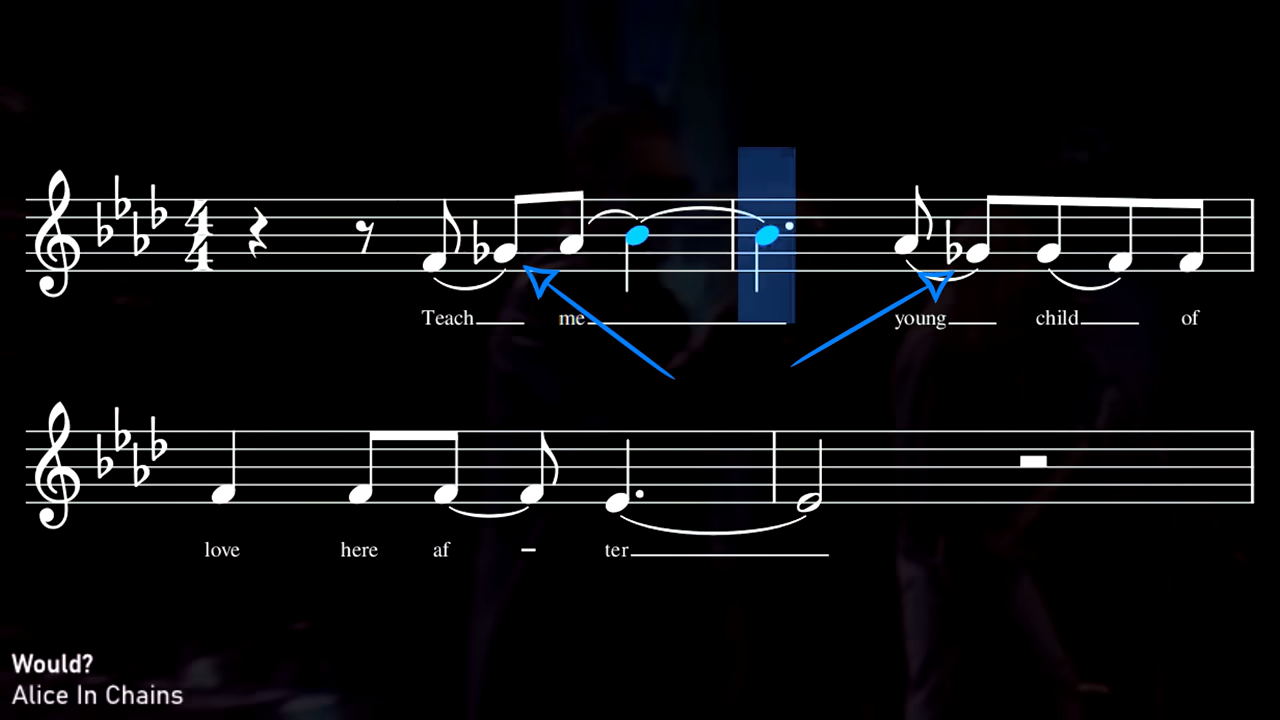 Teach me young child of
love here af – ter
Would?
Alice In Chains